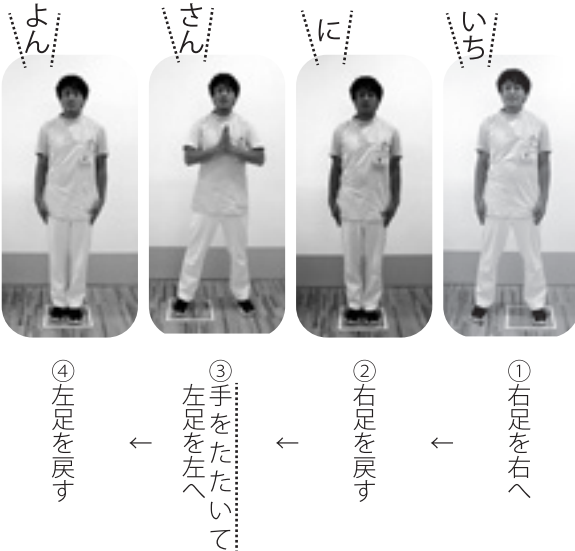 いち
に
さん
よん
①右足を右へ
←
②右足を戻す
←
③手をたたいて
左足を左へ
←
④左足を戻す